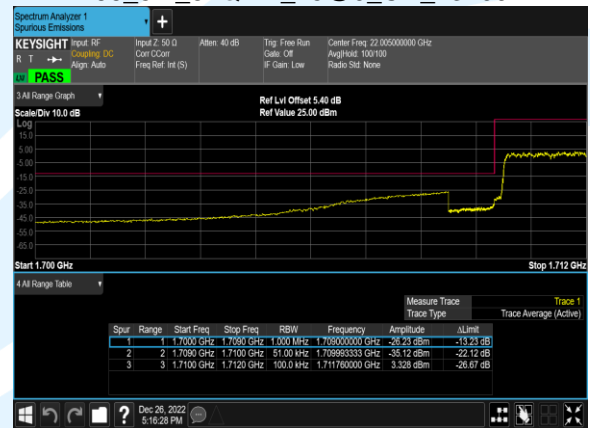 Spectrum Analyzer 1
Spurious Emissions
KEYSIGHT Input: RF Input Z: 50 Ω Atten: 40 dB Trig: Free Run Center Freq: 22.005000000 GHz
R T Coupling: DC Corr CCorr Gate: Off Avg|Hold: 100/100
Align: Auto Freq Ref: Int (S) IF Gain: Low Radio Std: None
LXI PASS
3 All Range Graph
Ref Lvl Offset 5.40 dB
Scale/Div 10.0 dB Ref Value 25.00 dBm
Log
15.0
5.00
-5.00
-15.0
-25.0
-35.0
-45.0
-55.0
-65.0
Start 1.700 GHz Stop 1.712 GHz
4 All Range Table
Measure Trace Trace 1
Trace Type Trace Average (Active)
Spur Range Start Freq Stop Freq RBW Frequency Amplitude ΔLimit
1 1 1.7000 GHz 1.7090 GHz 1.000 MHz 1.709000000 GHz -26.23 dBm -13.23 dB
2 2 1.7090 GHz 1.7100 GHz 51.00 kHz 1.709993333 GHz -35.12 dBm -22.12 dB
3 3 1.7100 GHz 1.7120 GHz 100.0 kHz 1.711760000 GHz 3.328 dBm -26.67 dB
? Dec 26, 2022
5:16:28 PM